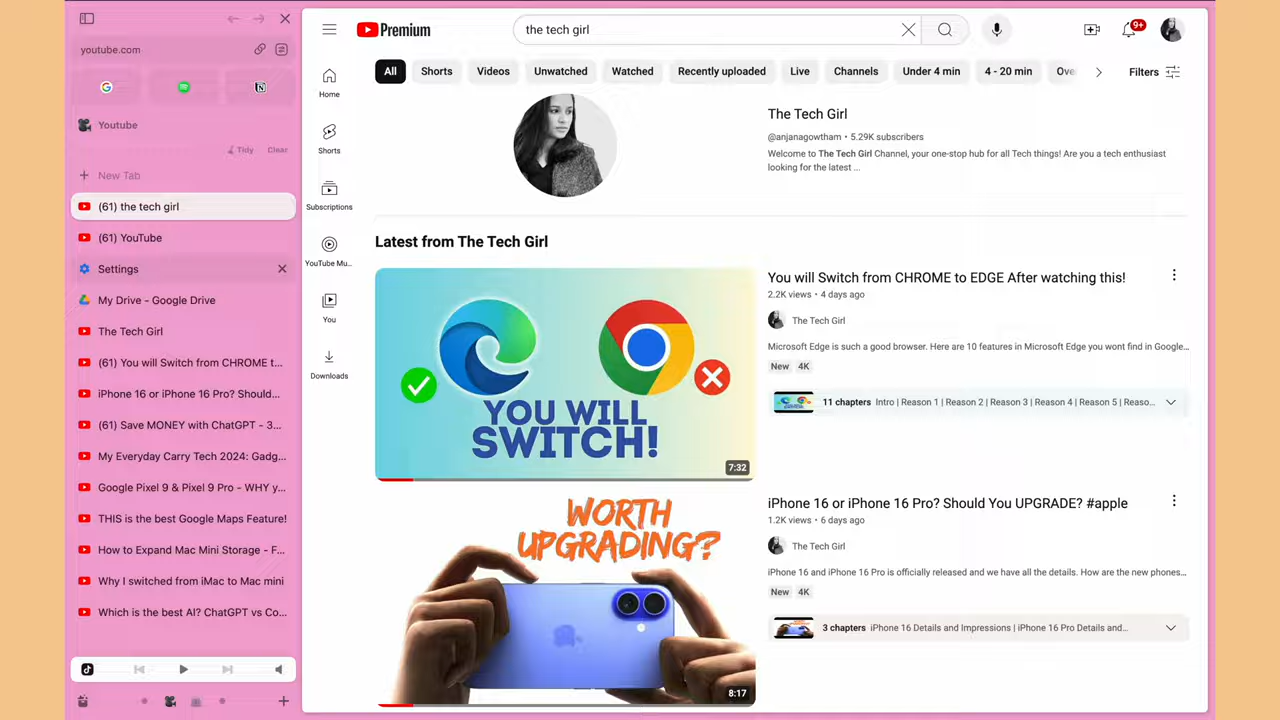 youtube.com
Youtube
Tidy
Clear
New Tab
(61) the tech girl
(61) YouTube
Settings
My Drive - Google Drive
The Tech Girl
(61) You will Switch from CHROME t...
iPhone 16 or iPhone 16 Pro? Should...
(61) Save MONEY with ChatGPT - 3...
My Everyday Carry Tech 2024: Gadg...
Google Pixel 9 & Pixel 9 Pro - WHY y...
THIS is the best Google Maps Feature!
How to Expand Mac Mini Storage - F...
Why I switched from iMac to Mac mini
Which is the best AI? ChatGPT vs Co...
Premium
the tech girl
9+
All
Shorts
Videos
Unwatched
Watched
Recently uploaded
Live
Channels
Under 4 min
4 - 20 min
Ove
Filters
Home
Shorts
Subscriptions
YouTube Mu...
You
Downloads
The Tech Girl
@anjanagowtham • 5.29K subscribers
Welcome to The Tech Girl Channel, your one-stop hub for all Tech things! Are you a tech enthusiast
looking for the latest ...
Latest from The Tech Girl
YOU WILL
SWITCH!
7:32
You will Switch from CHROME to EDGE After watching this!
2.2K views • 4 days ago
The Tech Girl
Microsoft Edge is such a good browser. Here are 10 features in Microsoft Edge you wont find in Google...
New 4K
11 chapters Intro | Reason 1 | Reason 2 | Reason 3 | Reason 4 | Reason 5 | Reaso...
WORTH
UPGRADING?
8:17
iPhone 16 or iPhone 16 Pro? Should You UPGRADE? #apple
1.2K views • 6 days ago
The Tech Girl
iPhone 16 and iPhone 16 Pro is officially released and we have all the details. How are the new phones...
New 4K
3 chapters iPhone 16 Details and Impressions | iPhone 16 Pro Details and...